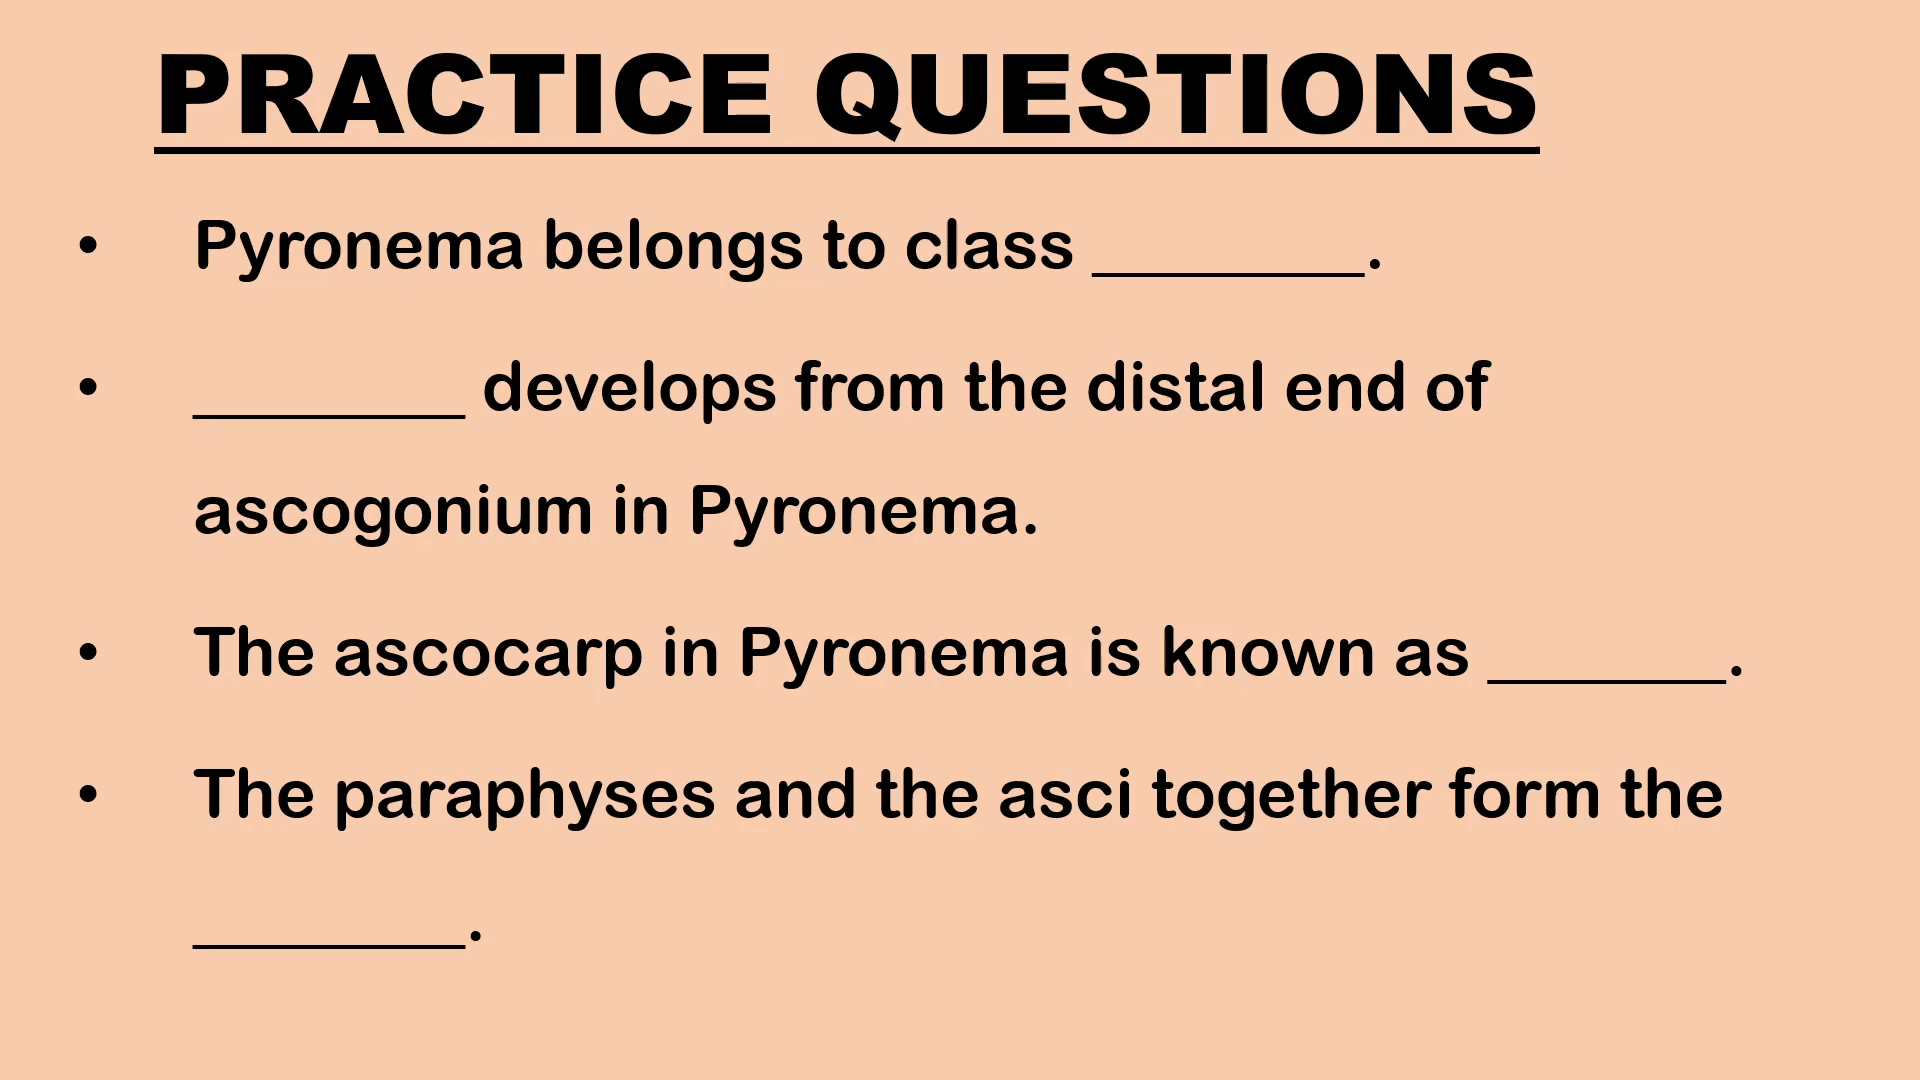 PRACTICE QUESTIONS
• Pyronema belongs to class ________.
• ________ develops from the distal end of
ascogonium in Pyronema.
• The ascocarp in Pyronema is known as _______.
• The paraphyses and the asci together form the
________.